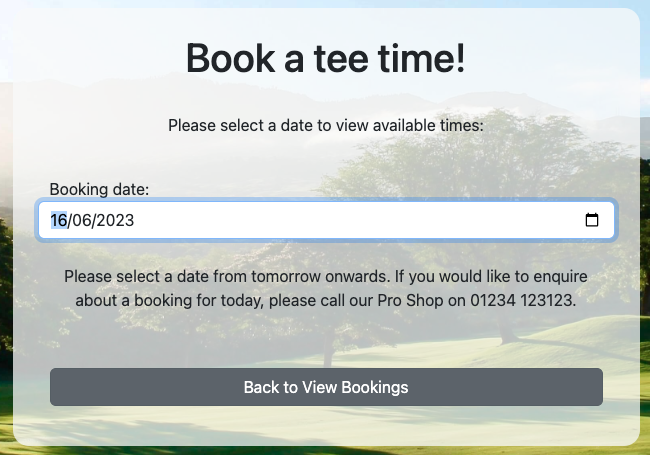 Book a tee time!
Please select a date to view available times:
Booking date:
16/06/2023
Please select a date from tomorrow onwards. If you would like to enquire
about a booking for today, please call our Pro Shop on 01234 123123.
Back to View Bookings